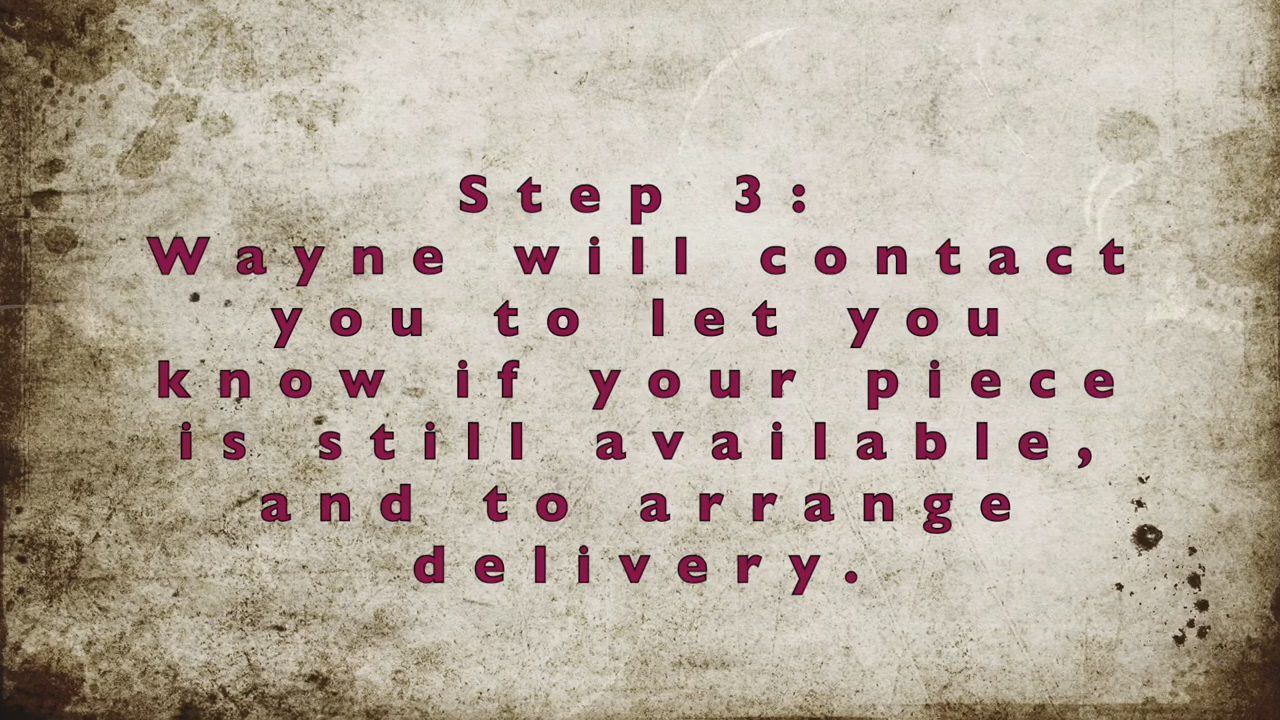 Step 3:
Wayne will contact
you to let you
know if your piece
is still available,
and to arrange
delivery.